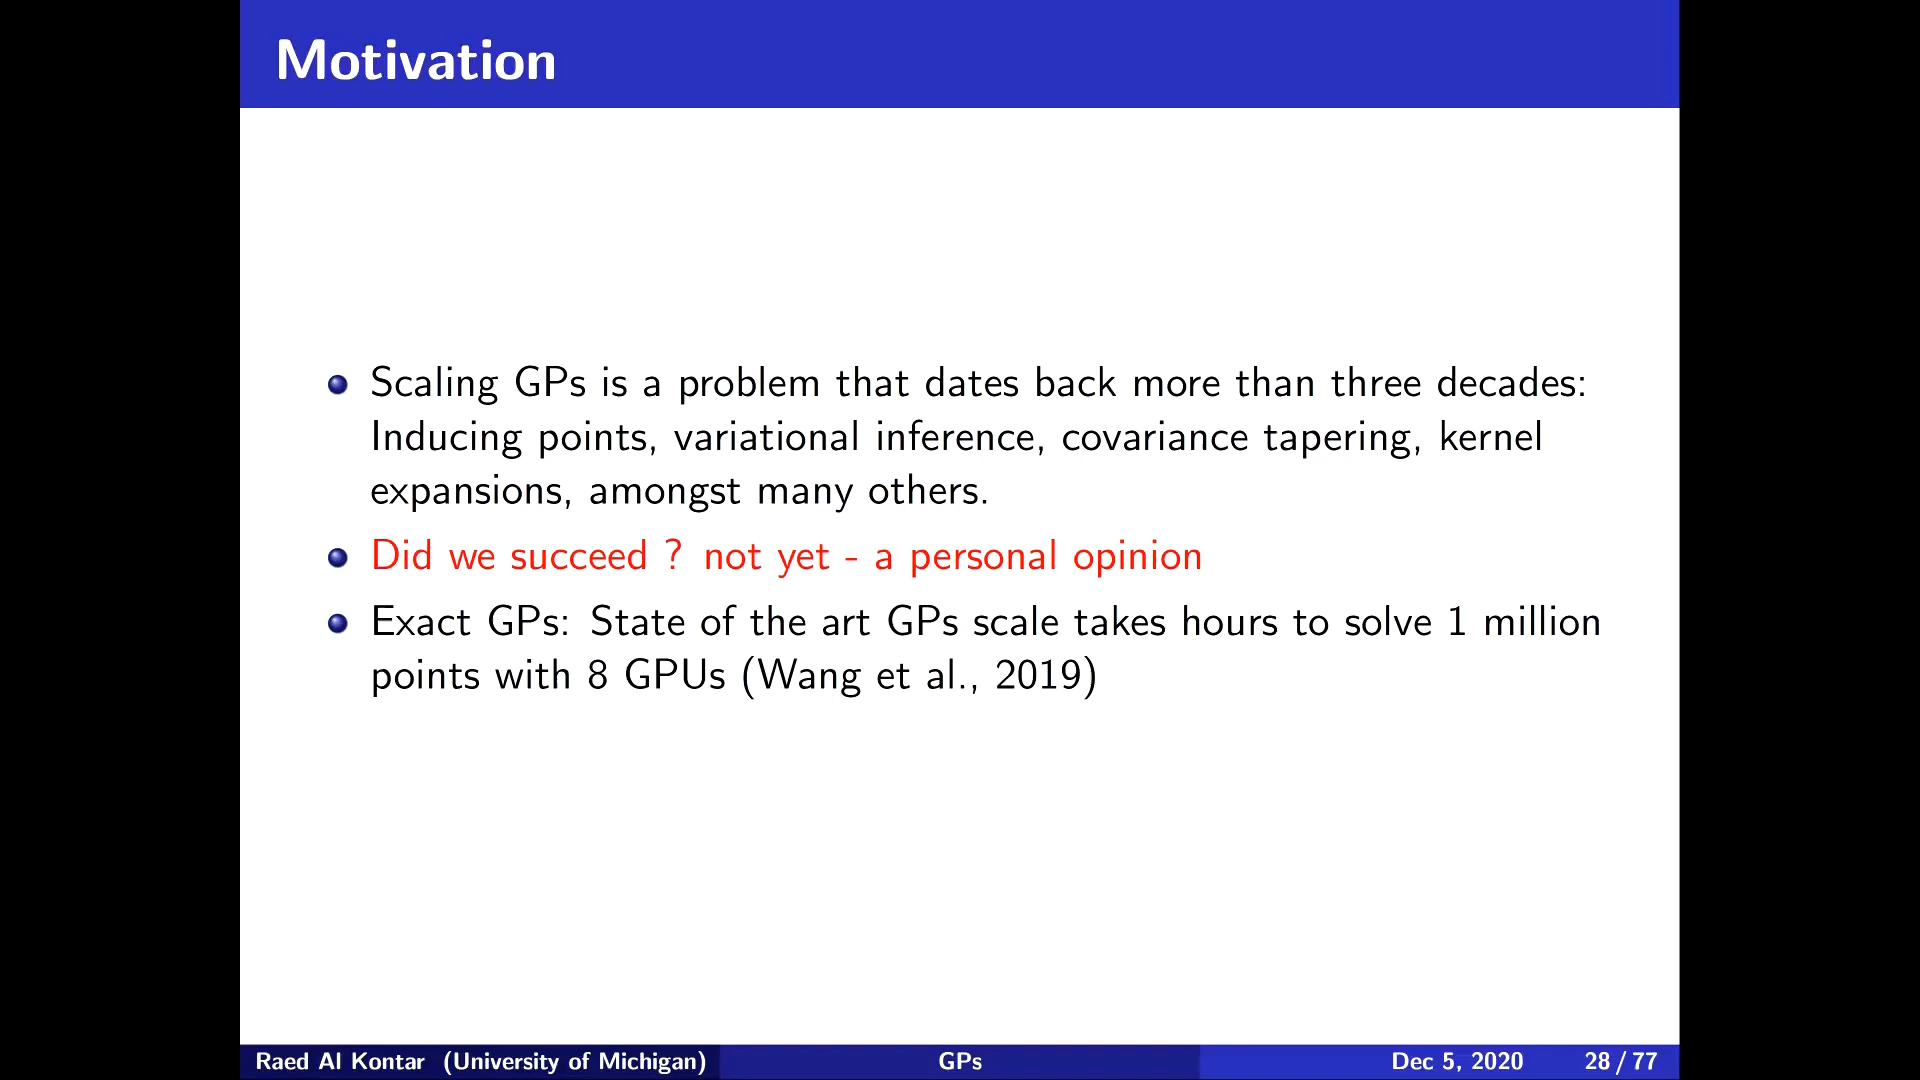 Motivation
Scaling GPs is a problem that dates back more than three decades:
Inducing points, variational inference, covariance tapering, kernel
expansions, amongst many others.
Did we succeed ? not yet - a personal opinion
Exact GPs: State of the art GPs scale takes hours to solve 1 million
points with 8 GPUs (Wang et al., 2019)
Raed Al Kontar (University of Michigan) GPs Dec 5, 2020 28 / 77